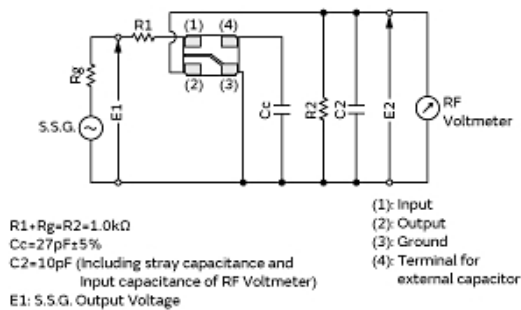 R1
(1)
(4)
Rg
(2)
(3)
S.S.G.
E1
Cc
R2
C2
E2
RF
Voltmeter
R1+Rg=R2=1.0kΩ
Cc=27pF±5%
C2=10pF (Including stray capacitance and
Input capacitance of RF Voltmeter)
E1: S.S.G. Output Voltage
(1): Input
(2): Output
(3): Ground
(4): Terminal for
external capacitor